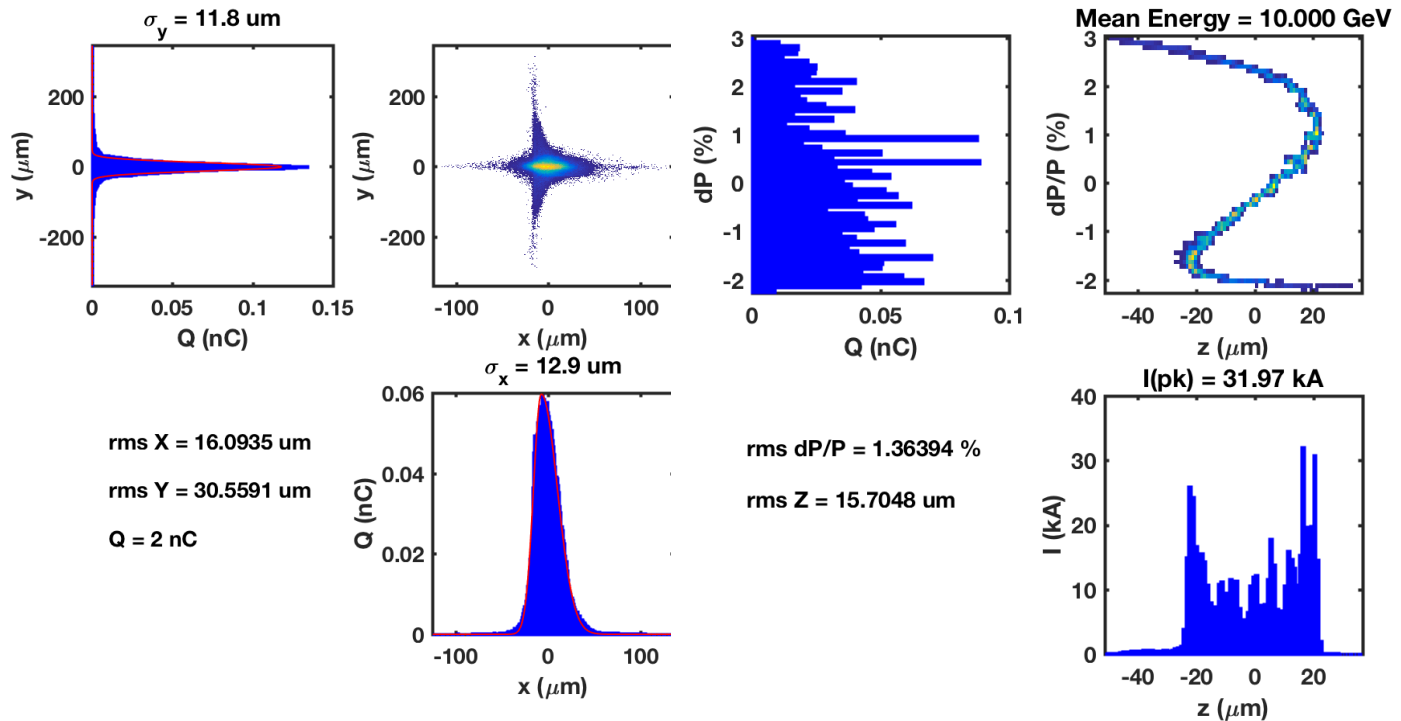 σy = 11.8 um
y (μm)
200
0
-200
0
0.05
0.1
0.15
Q (nC)
y (μm)
200
0
-200
-100
0
100
x (μm)
dP (%)
3
2
1
0
-1
-2
0
0.05
0.1
Q (nC)
Mean Energy = 10.000 GeV
dP/P (%)
3
2
1
0
-1
-2
-40
-20
0
20
z (μm)
rms X = 16.0935 um
rms Y = 30.5591 um
Q = 2 nC
σx = 12.9 um
Q (nC)
0.06
0.04
0.02
0
-100
0
100
x (μm)
rms dP/P = 1.36394 %
rms Z = 15.7048 um
I(pk) = 31.97 kA
I (kA)
40
30
20
10
0
-40
-20
0
20
z (μm)